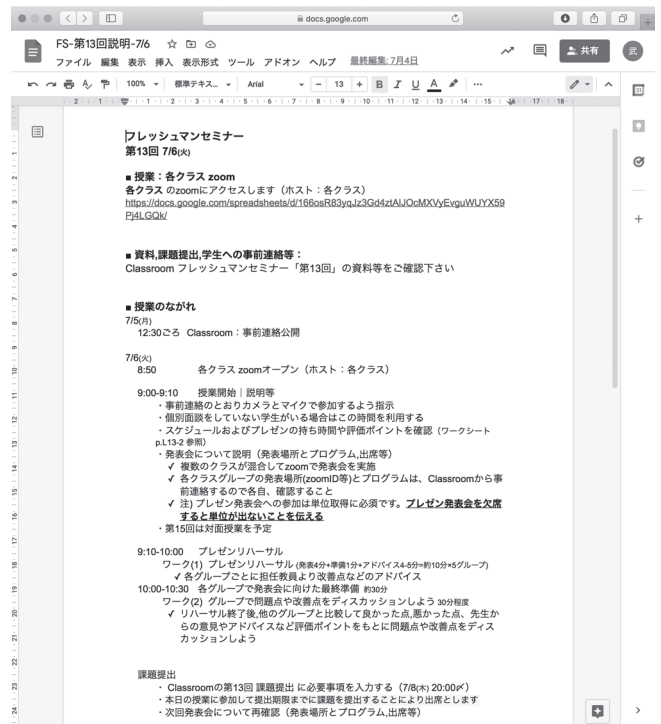 docs.google.com
FS-第13回説明-7/6
ファイル 編集 表示 挿入 表示形式 ツール アドオン ヘルプ 最終編集: 7月4日
共有
武
100% 標準テキス... Arial 13 B I U A
フレッシュマンセミナー
第13回 7/6(火)
■ 授業：各クラス zoom
各クラス のzoomにアクセスします（ホスト：各クラス）
https://docs.google.com/spreadsheets/d/166osR83yqJz3Gd4ztAlJOcMXVyEvguWUYX59
Pj4LGQk/
■ 資料,課題提出,学生への事前連絡等：
Classroom フレッシュマンセミナー「第13回」の資料等をご確認下さい
■ 授業のながれ
7/5(月)
12:30ごろ Classroom：事前連絡公開
7/6(火)
8:50 各クラス zoomオープン（ホスト：各クラス）
9:00-9:10 授業開始｜説明等
・事前連絡のとおりカメラとマイクで参加するよう指示
・個別面談をしていない学生がいる場合はこの時間を利用する
・スケジュールおよびプレゼンの持ち時間や評価ポイントを確認（ワークシート
p.L13-2 参照）
・発表会について説明（発表場所とプログラム,出席等）
✓ 複数のクラスが混合してzoomで発表会を実施
✓ 各クラスグループの発表場所(zoomID等)とプログラムは、Classroomから事
前連絡するので各自、確認すること
✓ 注) プレゼン発表会への参加は単位取得に必須です。プレゼン発表会を欠席
すると単位が出ないことを伝える
・第15回は対面授業を予定
9:10-10:00 プレゼンリハーサル
ワーク(1) プレゼンリハーサル (発表4分+準備1分+アドバイス4-5分=約10分×5グループ)
✓ 各グループごとに担任教員より改善点などのアドバイス
10:00-10:30 各グループで発表会に向けた最終準備 約30分
ワーク(2) グループで問題点や改善点をディスカッションしよう 30分程度
✓ リハーサル終了後,他のグループと比較して良かった点,悪かった点、先生か
らの意見やアドバイスなど評価ポイントをもとに問題点や改善点をディス
カッションしよう
課題提出
・ Classroomの第13回 課題提出 に必要事項を入力する（7/8(木) 20:00〆）
・本日の授業に参加して提出期限までに課題を提出することにより出席とします
・次回発表会について再確認（発表場所とプログラム,出席等）